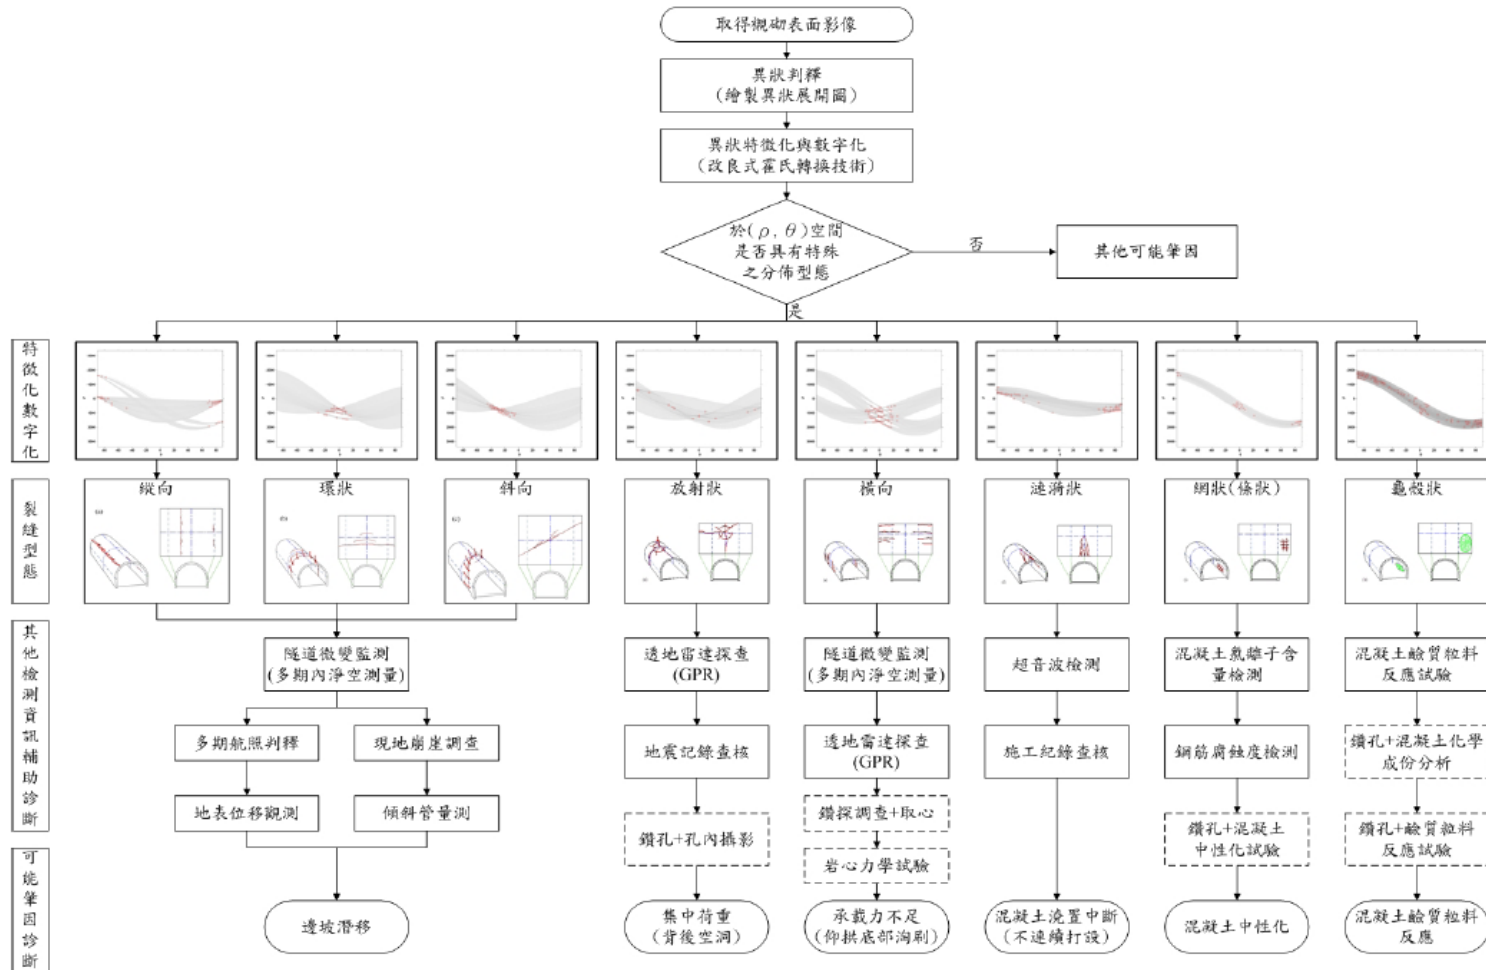 取得襯砌表面影像
異狀判釋
(繪製異狀展開圖)
異狀特徵化與數字化
(改良式霍氏轉換技術)
於(ρ, θ)空間
是否具有特殊
之分佈型態
否
其他可能肇因
是
特徵化數字化
裂縫型態
縱向
環狀
斜向
放射狀
橫向
漣漪狀
網狀(條狀)
龜殼狀
其他檢測資訊輔助診斷
隧道微變監測
(多期內淨空測量)
透地雷達探查
(GPR)
隧道微變監測
(多期內淨空測量)
超音波檢測
混凝土氯離子含
量檢測
混凝土鹼質粒料
反應試驗
多期航照判釋
現地崩崖調查
地震記錄查核
透地雷達探查
(GPR)
施工紀錄查核
鋼筋腐蝕度檢測
鑽孔+混凝土化學
成份分析
地表位移觀測
傾斜管量測
鑽孔+孔內攝影
鑽探調查+取心
岩心力學試驗
鑽孔+混凝土
中性化試驗
鑽孔+鹼質粒料
反應試驗
可能肇因診斷
邊坡潛移
集中荷重
(背後空洞)
承載力不足
(仰拱底部淘刷)
混凝土澆置中斷
(不連續打設)
混凝土中性化
混凝土鹼質粒料
反應